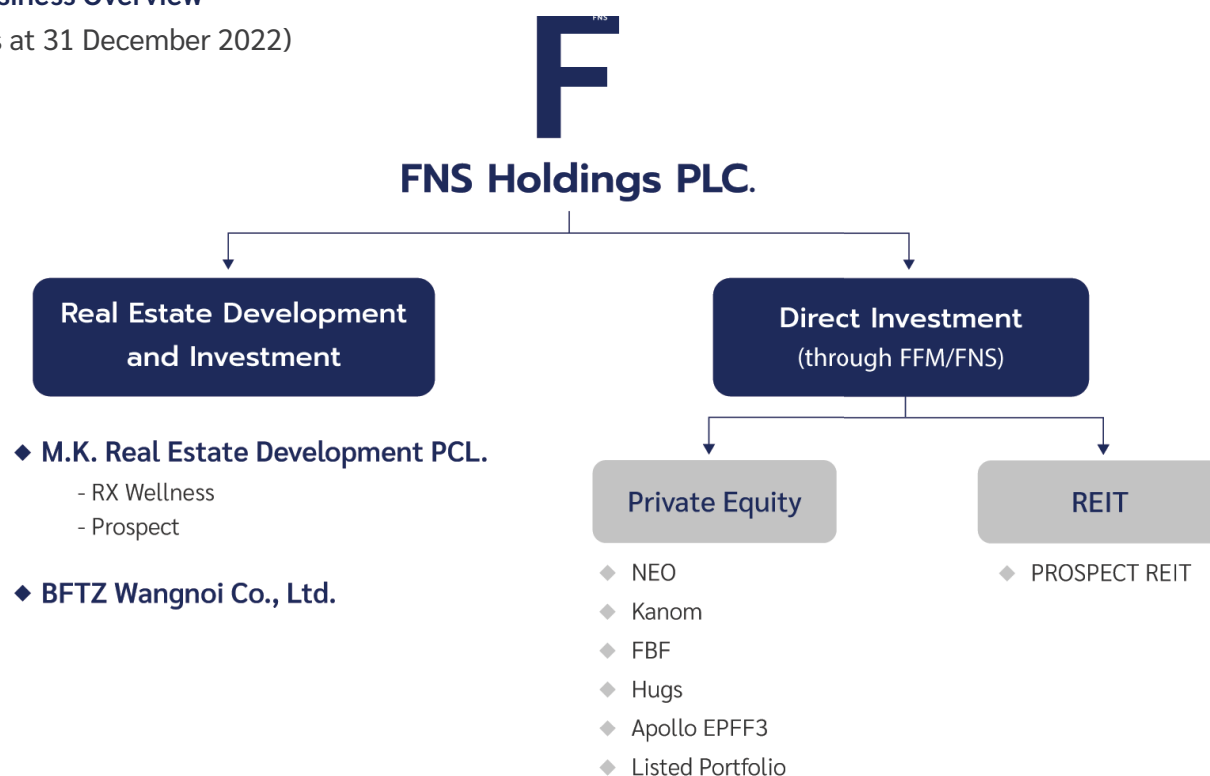 s at 31 December 2022)
FNS
F
FNS Holdings PLC.
Real Estate Development
and Investment
◆ M.K. Real Estate Development PCL.
- RX Wellness
- Prospect
◆ BFTZ Wangnoi Co., Ltd.
Direct Investment
(through FFM/FNS)
Private Equity
◆ NEO
◆ Kanom
◆ FBF
◆ Hugs
◆ Apollo EPFF3
◆ Listed Portfolio
REIT
◆ PROSPECT REIT